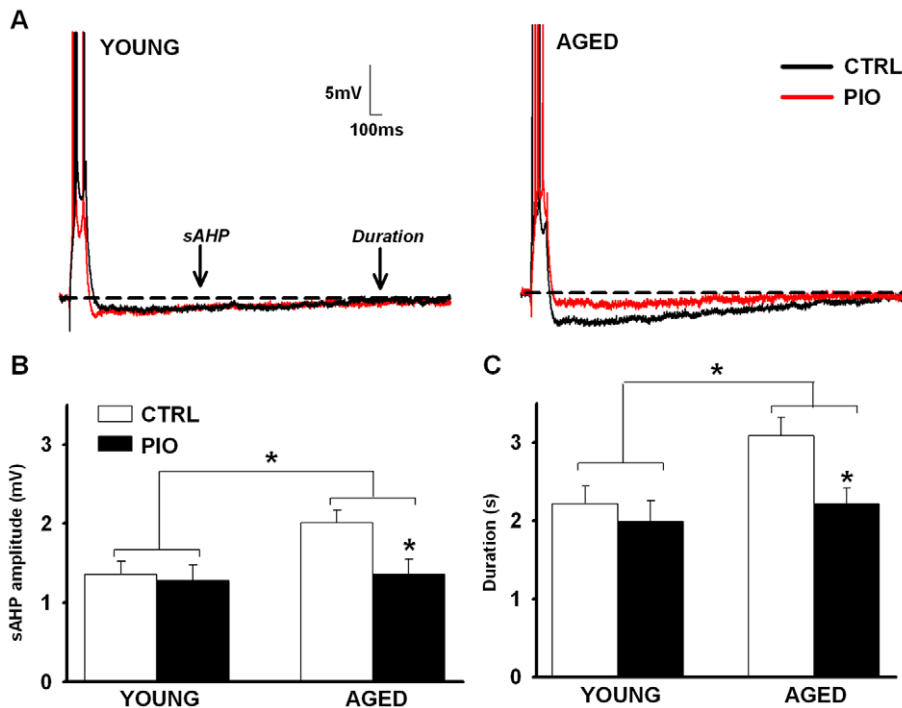 A
YOUNG
5mV
100ms
sAHP
Duration
AGED
CTRL
PIO
B
CTRL
PIO
sAHP amplitude (mV)
3
2
1
0
*
*
YOUNG
AGED
C
Duration (s)
3
2
1
0
*
*
YOUNG
AGED